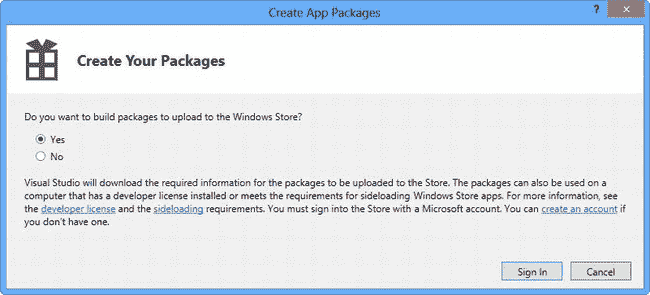 Create App Packages
?
Create Your Packages
Do you want to build packages to upload to the Windows Store?
Yes
No
Visual Studio will download the required information for the packages to be uploaded to the Store. The packages can also be used on a
computer that has a developer license installed or meets the requirements for sideloading Windows Store apps. For more information, see
the developer license and the sideloading requirements. You must sign into the Store with a Microsoft account. You can create an account if
you don't have one.
Sign In
Cancel